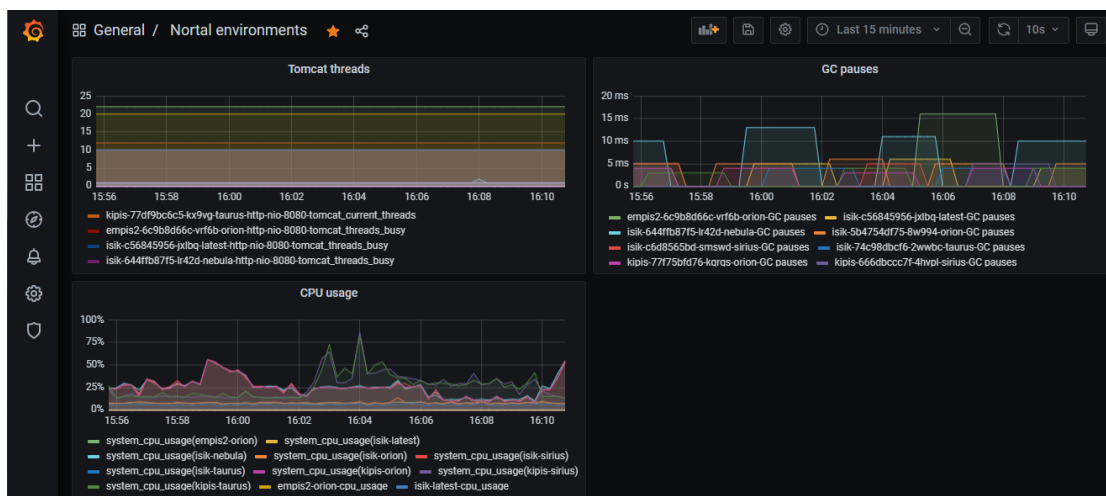 General / Nortal environments
Last 15 minutes
10s
Tomcat threads
25
20
15
10
5
0
15:56 15:58 16:00 16:02 16:04 16:06 16:08 16:10
kipis-77df9bc6c5-kx9vg-taurus-http-nio-8080-tomcat_current_threads
empis2-6c9b8d66c-vrf6b-orion-http-nio-8080-tomcat_threads_busy
isik-c56845956-jxlbq-latest-http-nio-8080-tomcat_threads_busy
isik-644ffb87f5-lr42d-nebula-http-nio-8080-tomcat_threads_busy
GC pauses
20 ms
15 ms
10 ms
5 ms
0 s
15:56 15:58 16:00 16:02 16:04 16:06 16:08 16:10
empis2-6c9b8d66c-vrf6b-orion-GC pauses isik-c56845956-jxlbq-latest-GC pauses
isik-644ffb87f5-lr42d-nebula-GC pauses isik-5b4754df75-8w994-orion-GC pauses
isik-c6d8565bd-smswd-sirius-GC pauses isik-74c98dbcf6-2wwbc-taurus-GC pauses
kipis-77f75bfd76-kqrqs-orion-GC pauses kipis-666dbccc7f-4hvpl-sirius-GC pauses
CPU usage
100%
75%
50%
25%
0%
15:56 15:58 16:00 16:02 16:04 16:06 16:08 16:10
system_cpu_usage(empis2-orion) system_cpu_usage(isik-latest)
system_cpu_usage(isik-nebula) system_cpu_usage(isik-orion) system_cpu_usage(isik-sirius)
system_cpu_usage(isik-taurus) system_cpu_usage(kipis-orion) system_cpu_usage(kipis-sirius)
system_cpu_usage(kipis-taurus) empis2-orion-cpu_usage isik-latest-cpu_usage